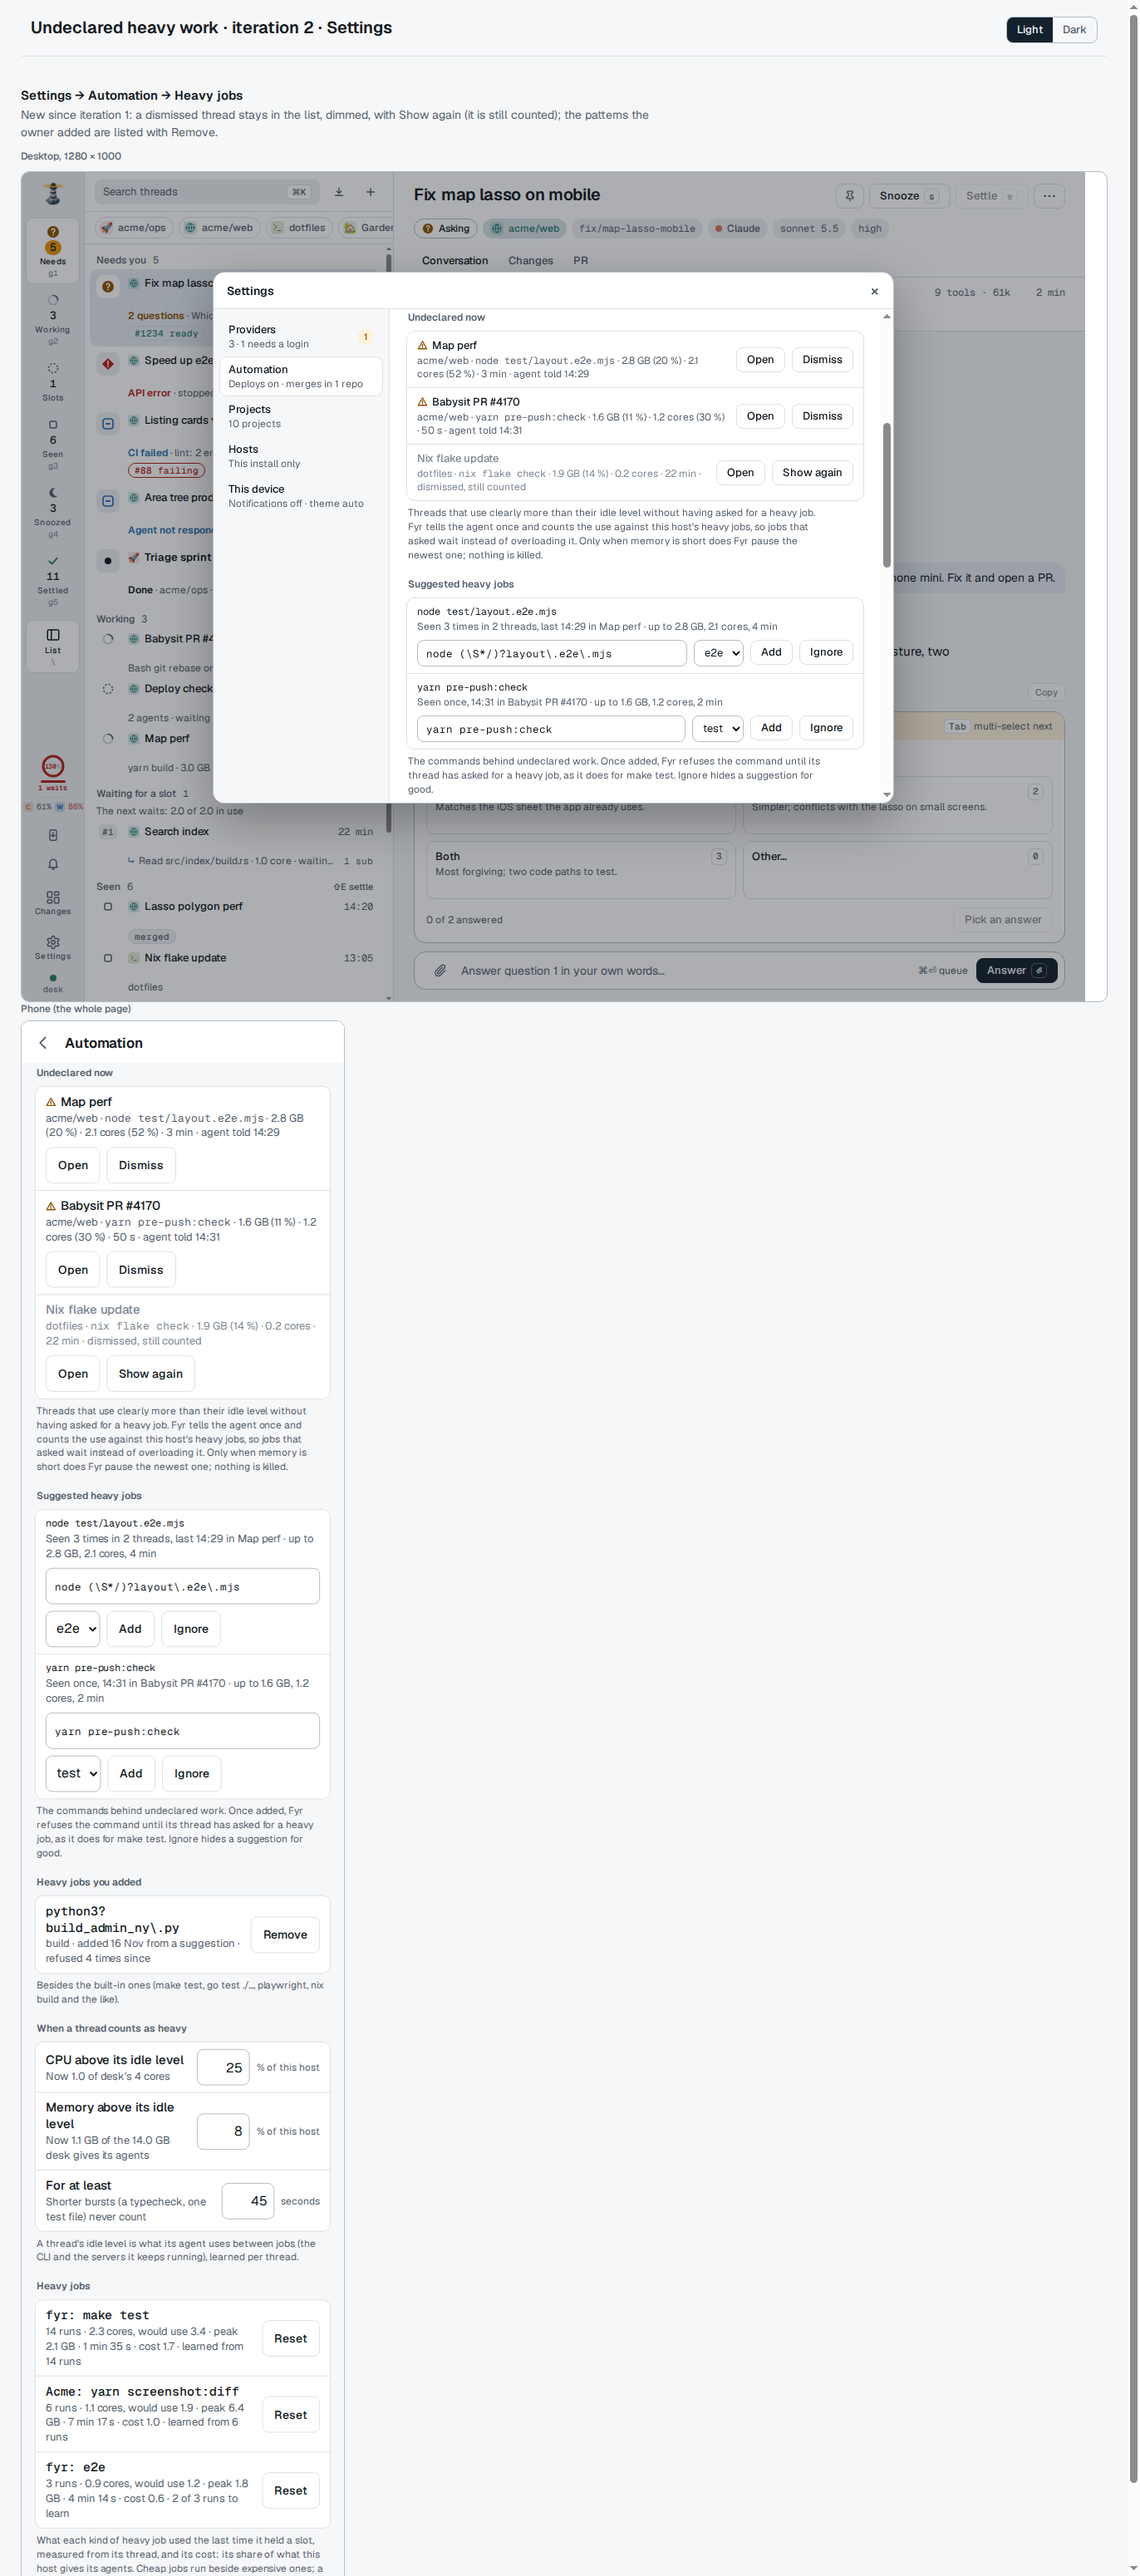 Undeclared heavy work · iteration 2 · Settings
Light
Dark
Settings → Automation → Heavy jobs
New since iteration 1: a dismissed thread stays in the list, dimmed, with Show again (it is still counted); the patterns the
owner added are listed with Remove.
Desktop, 1280 × 1000
Search threads
⌘K
acme/ops
acme/web
dotfiles
Garden
5
Needs
g1
3
Working
g2
1
Slots
6
Seen
g3
3
Snoozed
g4
11
Settled
g5
List
\
1 waits
C 61% W 86%
Changes
Settings
desk
Needs you 5
Fix map lasso
2 questions · Whic
#1234 ready
Speed up e2e
API error · stopped
Listing cards
CI failed · lint: 2 er
#88 failing
Area tree prod
Agent not respon
Triage sprint
Done · acme/ops ·
Working 3
Babysit PR #4
Bash git rebase or
Deploy check
2 agents · waiting
Map perf
yarn build · 3.0 GB
Waiting for a slot 1
The next waits: 2.0 of 2.0 in use
#1
Search index
22 min
↳ Read src/index/build.rs · 1.0 core · waitin...
1 sub
Seen 6
⇧E settle
Lasso polygon perf
14:20
merged
Nix flake update
13:05
dotfiles
Fix map lasso on mobile
Snooze s
Settle e
...
Asking
acme/web
fix/map-lasso-mobile
Claude
sonnet 5.5
high
Conversation
Changes
PR
9 tools · 61k
2 min
one mini. Fix it and open a PR.
sture, two
Copy
Tab multi-select next
2
Matches the iOS sheet the app already uses.
Simpler; conflicts with the lasso on small screens.
Both
3
Most forgiving; two code paths to test.
Other...
0
0 of 2 answered
Pick an answer
Answer question 1 in your own words...
⌘⏎ queue
Answer
Settings
×
Providers
3 · 1 needs a login
1
Automation
Deploys on · merges in 1 repo
Projects
10 projects
Hosts
This install only
This device
Notifications off · theme auto
Undeclared now
Map perf
acme/web · node test/layout.e2e.mjs · 2.8 GB (20 %) · 2.1
cores (52 %) · 3 min · agent told 14:29
Open
Dismiss
Babysit PR #4170
acme/web · yarn pre-push:check · 1.6 GB (11 %) · 1.2 cores (30 %)
· 50 s · agent told 14:31
Open
Dismiss
Nix flake update
dotfiles · nix flake check · 1.9 GB (14 %) · 0.2 cores · 22 min ·
dismissed, still counted
Open
Show again
Threads that use clearly more than their idle level without having asked for a heavy job.
Fyr tells the agent once and counts the use against this host's heavy jobs, so jobs that
asked wait instead of overloading it. Only when memory is short does Fyr pause the
newest one; nothing is killed.
Suggested heavy jobs
node test/layout.e2e.mjs
Seen 3 times in 2 threads, last 14:29 in Map perf · up to 2.8 GB, 2.1 cores, 4 min
node (\S*/)?layout\.e2e\.mjs
e2e
Add
Ignore
yarn pre-push:check
Seen once, 14:31 in Babysit PR #4170 · up to 1.6 GB, 1.2 cores, 2 min
yarn pre-push:check
test
Add
Ignore
The commands behind undeclared work. Once added, Fyr refuses the command until its
thread has asked for a heavy job, as it does for make test. Ignore hides a suggestion for
good.
Phone (the whole page)
Automation
Undeclared now
Map perf
acme/web · node test/layout.e2e.mjs · 2.8 GB
(20 %) · 2.1 cores (52 %) · 3 min · agent told 14:29
Open
Dismiss
Babysit PR #4170
acme/web · yarn pre-push:check · 1.6 GB (11 %) · 1.2
cores (30 %) · 50 s · agent told 14:31
Open
Dismiss
Nix flake update
dotfiles · nix flake check · 1.9 GB (14 %) · 0.2 cores ·
22 min · dismissed, still counted
Open
Show again
Threads that use clearly more than their idle level without
having asked for a heavy job. Fyr tells the agent once and
counts the use against this host's heavy jobs, so jobs that
asked wait instead of overloading it. Only when memory is
short does Fyr pause the newest one; nothing is killed.
Suggested heavy jobs
node test/layout.e2e.mjs
Seen 3 times in 2 threads, last 14:29 in Map perf · up to
2.8 GB, 2.1 cores, 4 min
node (\S*/)?layout\.e2e\.mjs
e2e
Add
Ignore
yarn pre-push:check
Seen once, 14:31 in Babysit PR #4170 · up to 1.6 GB, 1.2
cores, 2 min
yarn pre-push:check
test
Add
Ignore
The commands behind undeclared work. Once added, Fyr
refuses the command until its thread has asked for a heavy
job, as it does for make test. Ignore hides a suggestion for
good.
Heavy jobs you added
python3?
build_admin_ny\.py
build · added 16 Nov from a suggestion ·
refused 4 times since
Remove
Besides the built-in ones (make test, go test ./..., playwright, nix
build and the like).
When a thread counts as heavy
CPU above its idle level
Now 1.0 of desk's 4 cores
25
% of this host
Memory above its idle
level
Now 1.1 GB of the 14.0 GB
desk gives its agents
8
% of this host
For at least
Shorter bursts (a typecheck, one
test file) never count
45
seconds
A thread's idle level is what its agent uses between jobs (the
CLI and the servers it keeps running), learned per thread.
Heavy jobs
fyr: make test
14 runs · 2.3 cores, would use 3.4 · peak
2.1 GB · 1 min 35 s · cost 1.7 · learned from
14 runs
Reset
Acme: yarn screenshot:diff
6 runs · 1.1 cores, would use 1.9 · peak 6.4
GB · 7 min 17 s · cost 1.0 · learned from 6
runs
Reset
fyr: e2e
3 runs · 0.9 cores, would use 1.2 · peak 1.8
GB · 4 min 14 s · cost 0.6 · 2 of 3 runs to
learn
Reset
What each kind of heavy job used the last time it held a slot,
measured from its thread, and its cost: its share of what this
host gives its agents. Cheap jobs run beside expensive ones; a